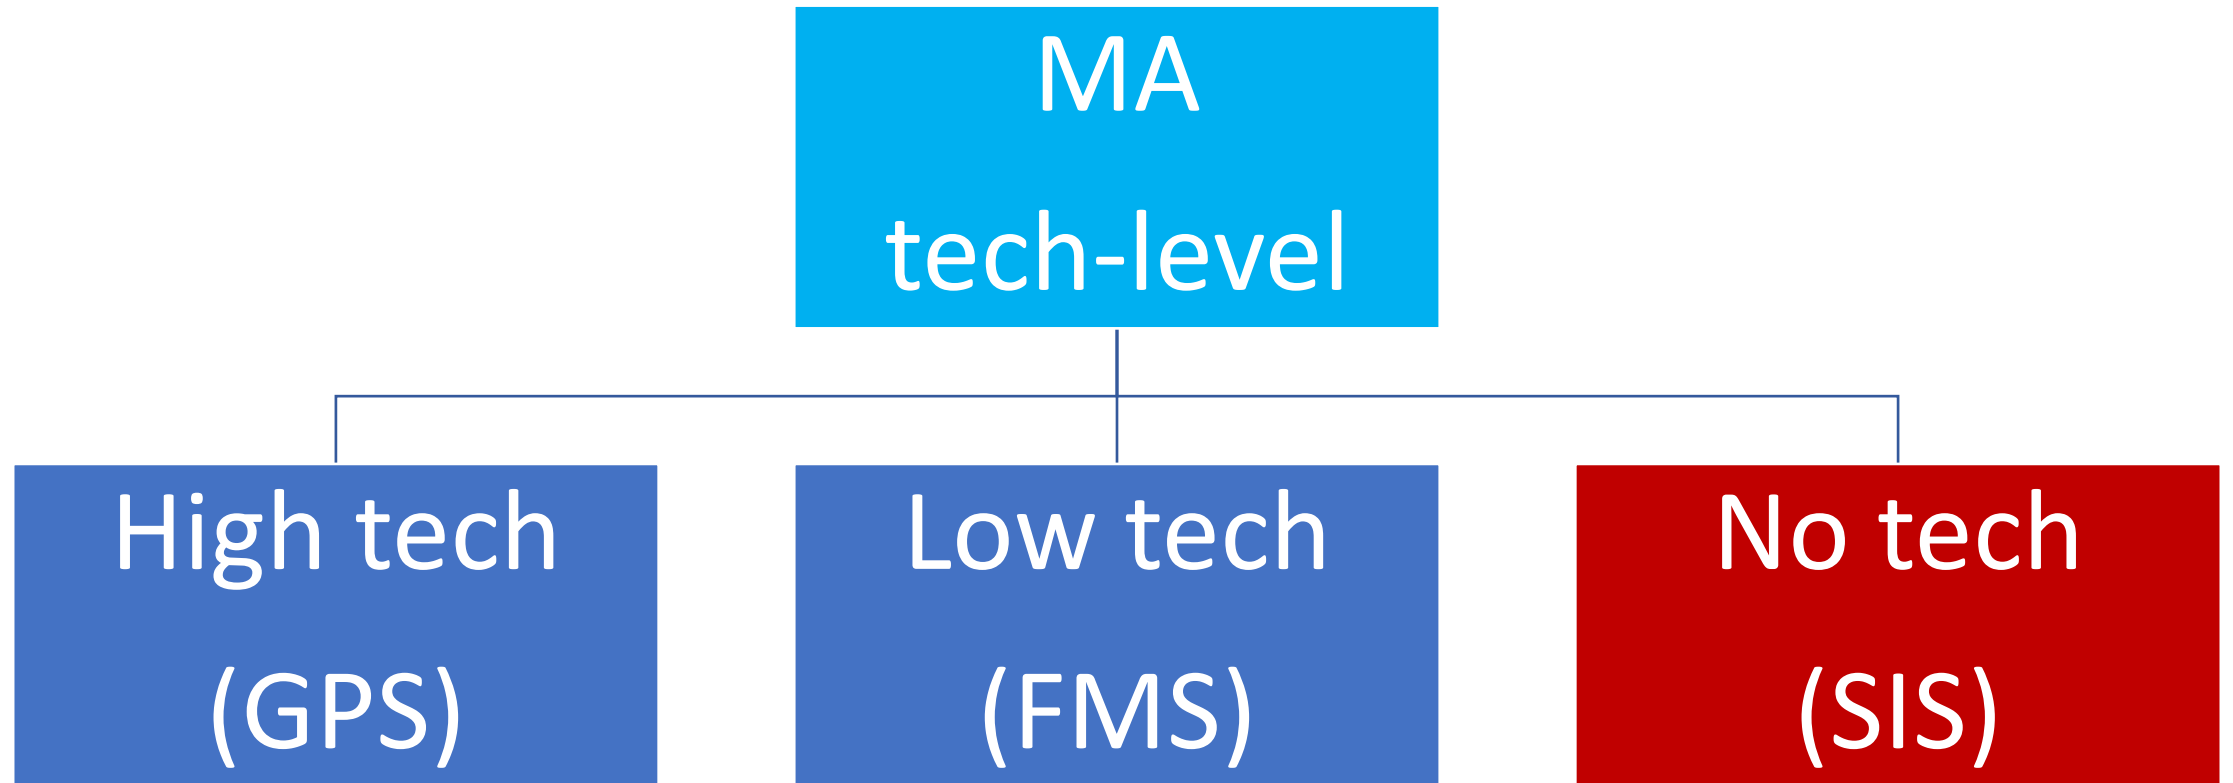 MA
tech-level
High tech
(GPS)
Low tech
(FMS)
No tech
(SIS)